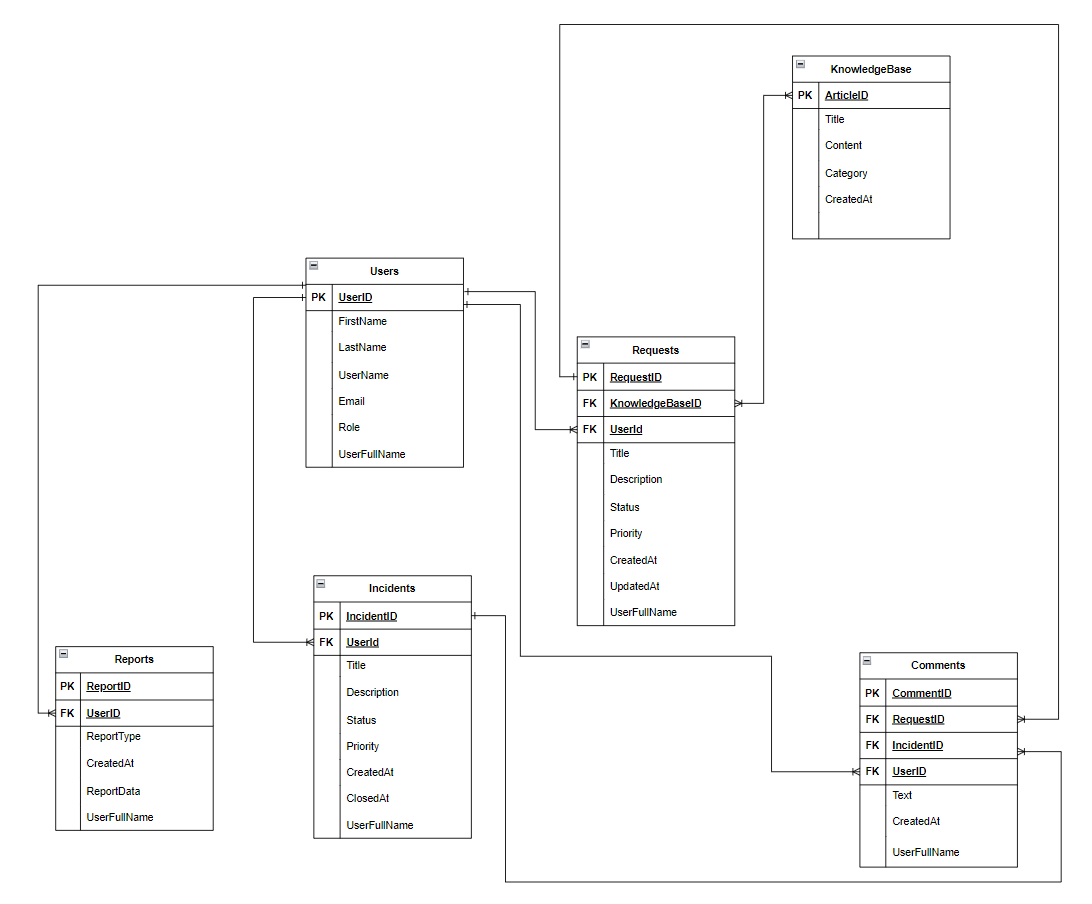 KnowledgeBase
PK ArticleID
Title
Content
Category
CreatedAt
Users
PK UserID
FirstName
LastName
UserName
Email
Role
UserFullName
Requests
PK RequestID
FK KnowledgeBaseID
FK UserId
Title
Description
Status
Priority
CreatedAt
UpdatedAt
UserFullName
Incidents
PK IncidentID
FK UserId
Title
Description
Status
Priority
CreatedAt
ClosedAt
UserFullName
Reports
PK ReportID
FK UserID
ReportType
CreatedAt
ReportData
UserFullName
Comments
PK CommentID
FK RequestID
FK IncidentID
FK UserID
Text
CreatedAt
UserFullName